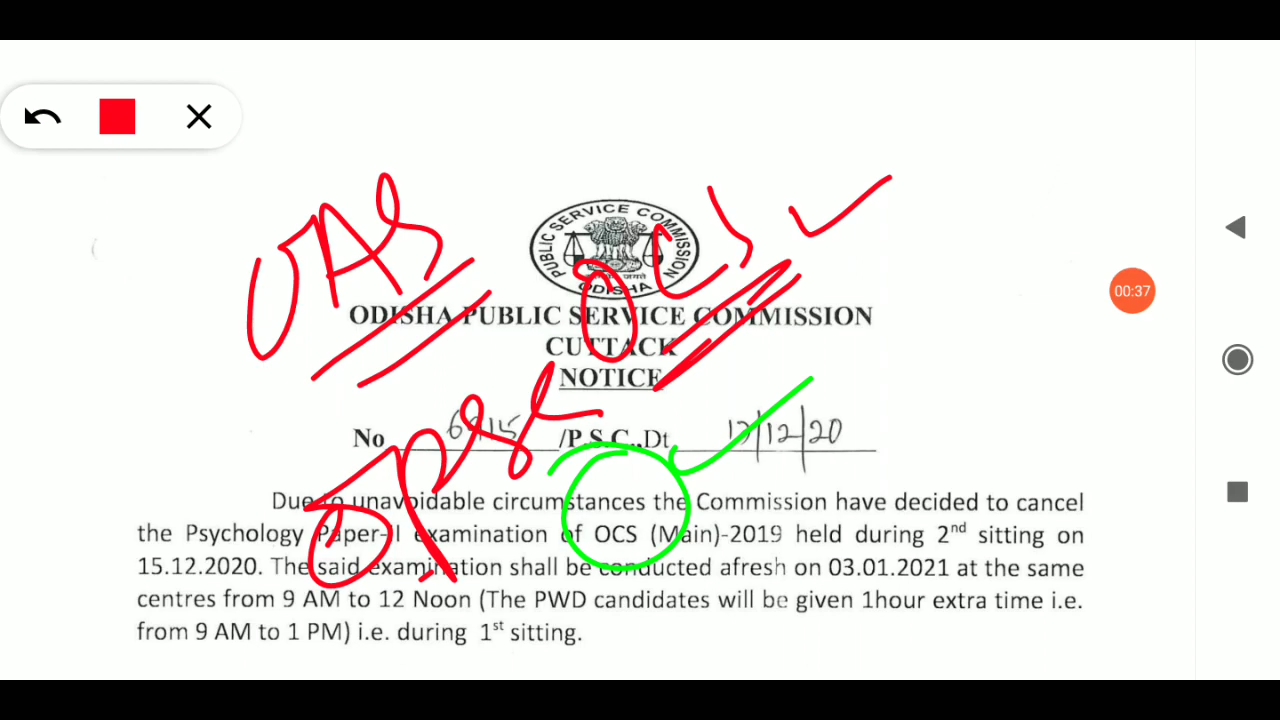 OAS
OCS
PUBLIC SERVICE COMMISSION
ODISHA
ODISHA PUBLIC SERVICE COMMISSION
CUTTACK
NOTICE
00:37
OPSC
No /P.S.C.,Dt 17/12/20
Due to unavoidable circumstances the Commission have decided to cancel
the Psychology Paper-I examination of OCS (Main)-2019 held during 2nd sitting on
15.12.2020. The said examination shall be conducted afresh on 03.01.2021 at the same
centres from 9 AM to 12 Noon (The PWD candidates will be given 1hour extra time i.e.
from 9 AM to 1 PM) i.e. during 1st sitting.